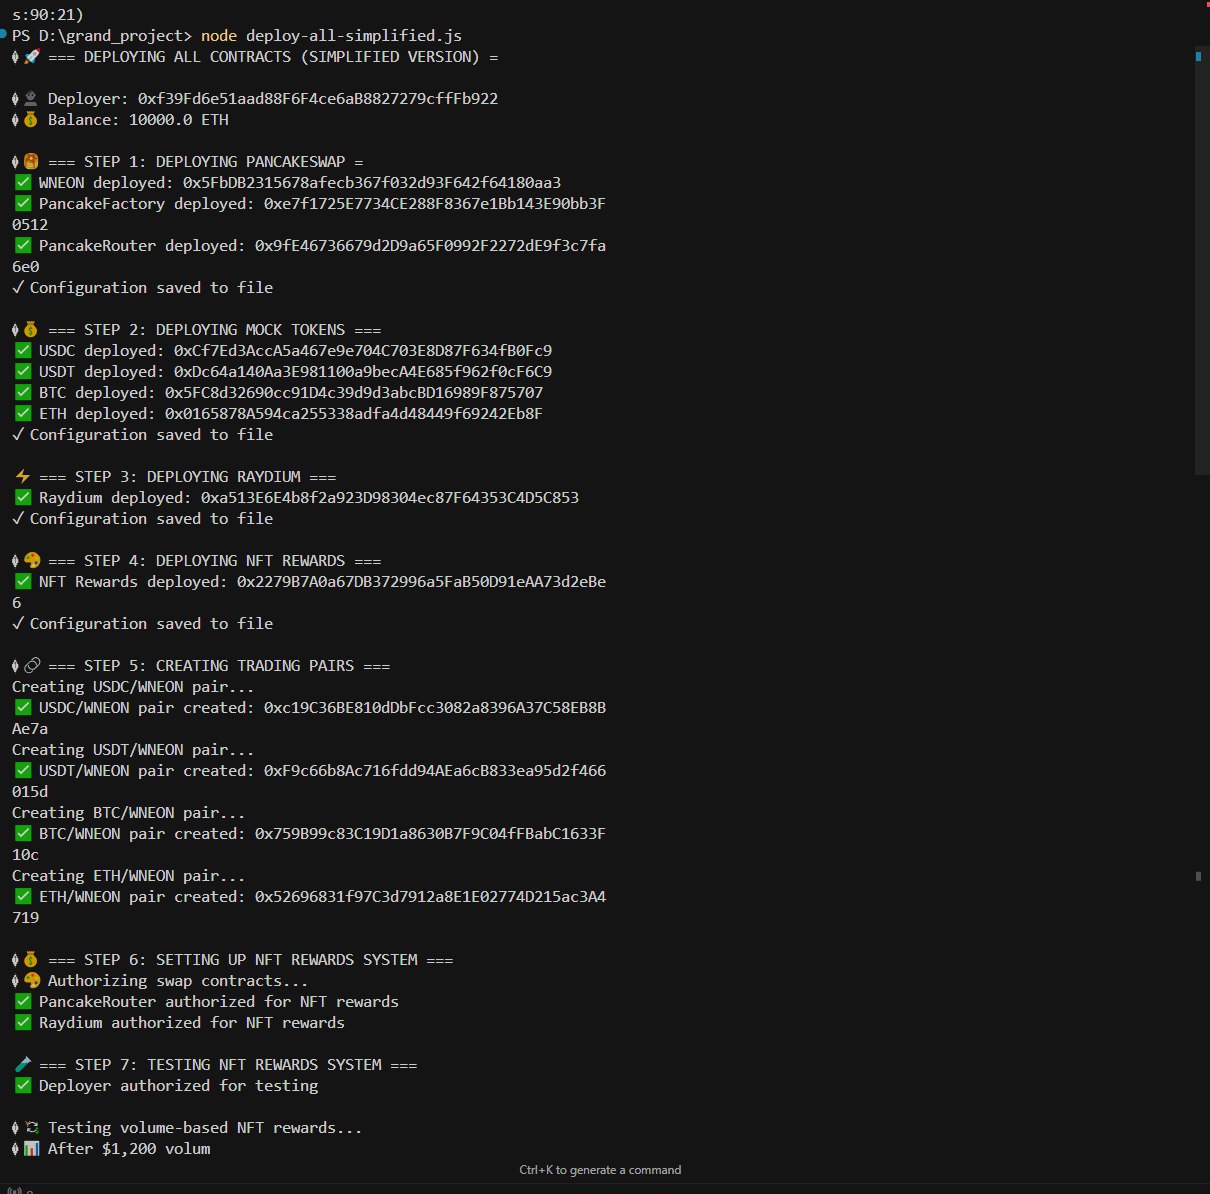 s:90:21)
PS D:\grand_project> node deploy-all-simplified.js
=== DEPLOYING ALL CONTRACTS (SIMPLIFIED VERSION) =
Deployer: 0xf39Fd6e51aad88F6F4ce6aB8827279cffFb922
Balance: 10000.0 ETH
=== STEP 1: DEPLOYING PANCAKESWAP =
✅ WNEON deployed: 0x5FbDB2315678afecb367f032d93F642f64180aa3
✅ PancakeFactory deployed: 0xe7f1725E7734CE288F8367e1Bb143E90bb3F
0512
✅ PancakeRouter deployed: 0x9fE46736679d2D9a65F0992F2272dE9f3c7fa
6e0
✓ Configuration saved to file
=== STEP 2: DEPLOYING MOCK TOKENS ===
✅ USDC deployed: 0xCf7Ed3AccA5a467e9e704C703E8D87F634fB0Fc9
✅ USDT deployed: 0xDc64a140Aa3E981100a9becA4E685f962f0cF6C9
✅ BTC deployed: 0x5FC8d32690cc91D4c39d9d3abcBD16989F875707
✅ ETH deployed: 0x0165878A594ca255338adfa4d48449f69242Eb8F
✓ Configuration saved to file
⚡ === STEP 3: DEPLOYING RAYDIUM ===
✅ Raydium deployed: 0xa513E6E4b8f2a923D98304ec87F64353C4D5C853
✓ Configuration saved to file
🎨 === STEP 4: DEPLOYING NFT REWARDS ===
✅ NFT Rewards deployed: 0x2279B7A0a67DB372996a5FaB50D91eAA73d2eBe
6
✓ Configuration saved to file
=== STEP 5: CREATING TRADING PAIRS ===
Creating USDC/WNEON pair...
✅ USDC/WNEON pair created: 0xc19C36BE810dDbFcc3082a8396A37C58EB8B
Ae7a
Creating USDT/WNEON pair...
✅ USDT/WNEON pair created: 0xF9c66b8Ac716fdd94AEa6cB833ea95d2f466
015d
Creating BTC/WNEON pair...
✅ BTC/WNEON pair created: 0x759B99c83C19D1a8630B7F9C04fFBabC1633F
10c
Creating ETH/WNEON pair...
✅ ETH/WNEON pair created: 0x52696831f97C3d7912a8E1E02774D215ac3A4
719
=== STEP 6: SETTING UP NFT REWARDS SYSTEM ===
Authorizing swap contracts...
✅ PancakeRouter authorized for NFT rewards
✅ Raydium authorized for NFT rewards
=== STEP 7: TESTING NFT REWARDS SYSTEM ===
✅ Deployer authorized for testing
Testing volume-based NFT rewards...
After $1,200 volum
Ctrl+K to generate a command